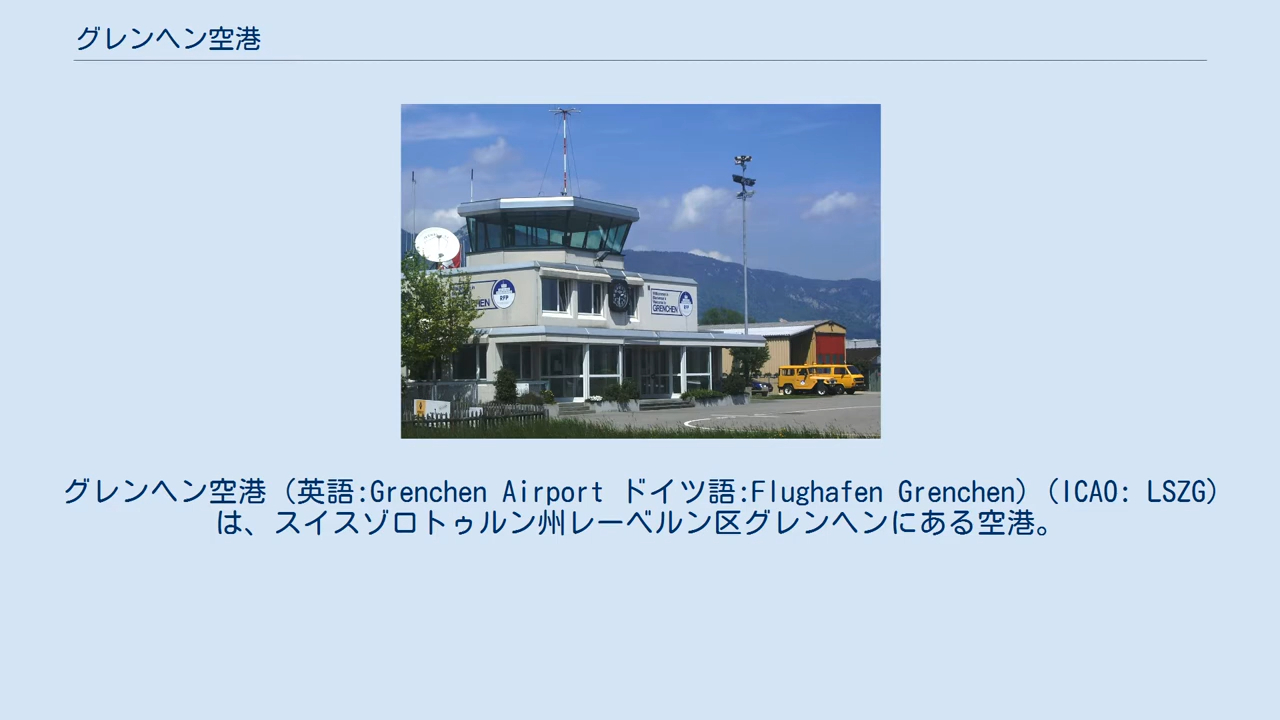 グレンヘン空港
GRENCHEN
RFP
グレンヘン空港（英語:Grenchen Airport ドイツ語:Flughafen Grenchen）（ICAO: LSZG）
は、スイスゾロトゥルン州レーベルン区グレンヘンにある空港。